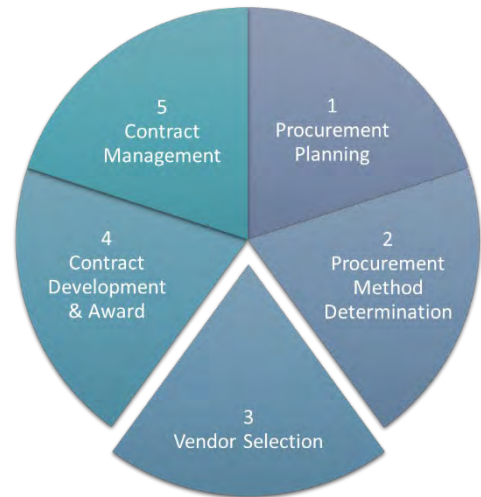 1
Procurement
Planning
2
Procurement
Method
Determination
3
Vendor Selection
4
Contract
Development
& Award
5
Contract
Management